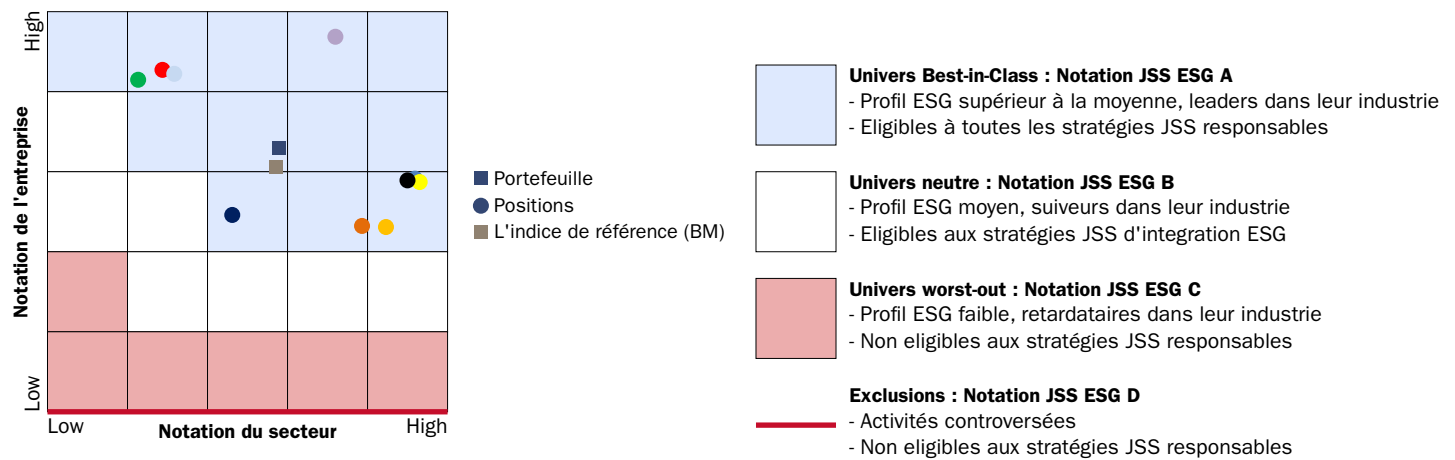 High
Notation de l'entreprise
Low
Low
Notation du secteur
High
Portefeuille
Positions
L'indice de référence (BM)
Univers Best-in-Class : Notation JSS ESG A
- Profil ESG supérieur à la moyenne, leaders dans leur industrie
- Eligibles à toutes les stratégies JSS responsables
Univers neutre : Notation JSS ESG B
- Profil ESG moyen, suiveurs dans leur industrie
- Eligibles aux stratégies JSS d'integration ESG
Univers worst-out : Notation JSS ESG C
- Profil ESG faible, retardataires dans leur industrie
- Non eligibles aux stratégies JSS responsables
Exclusions : Notation JSS ESG D
- Activités controversées
- Non eligibles aux stratégies JSS responsables